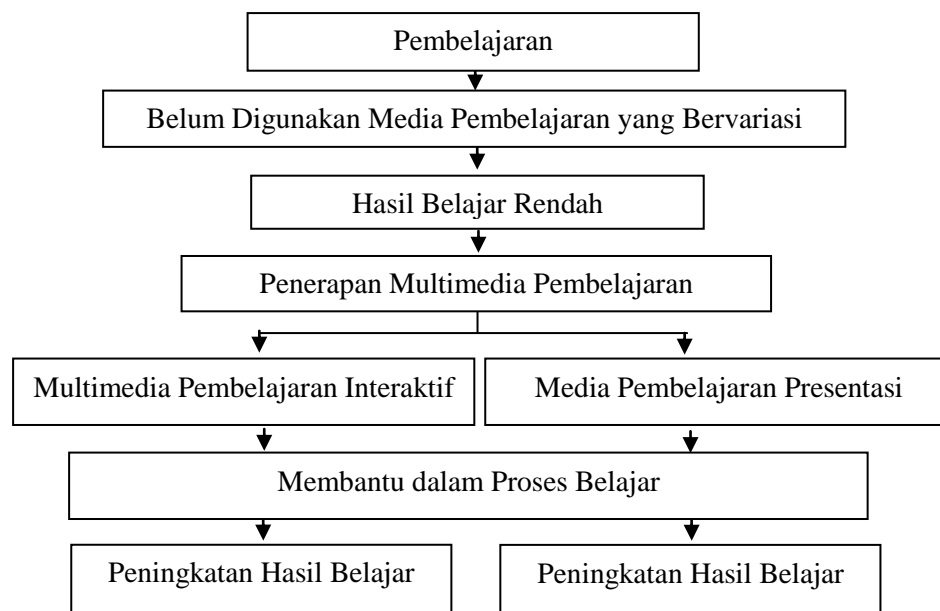 Pembelajaran
Belum Digunakan Media Pembelajaran yang Bervariasi
Hasil Belajar Rendah
Penerapan Multimedia Pembelajaran
Multimedia Pembelajaran Interaktif
Media Pembelajaran Presentasi
Membantu dalam Proses Belajar
Peningkatan Hasil Belajar
Peningkatan Hasil Belajar